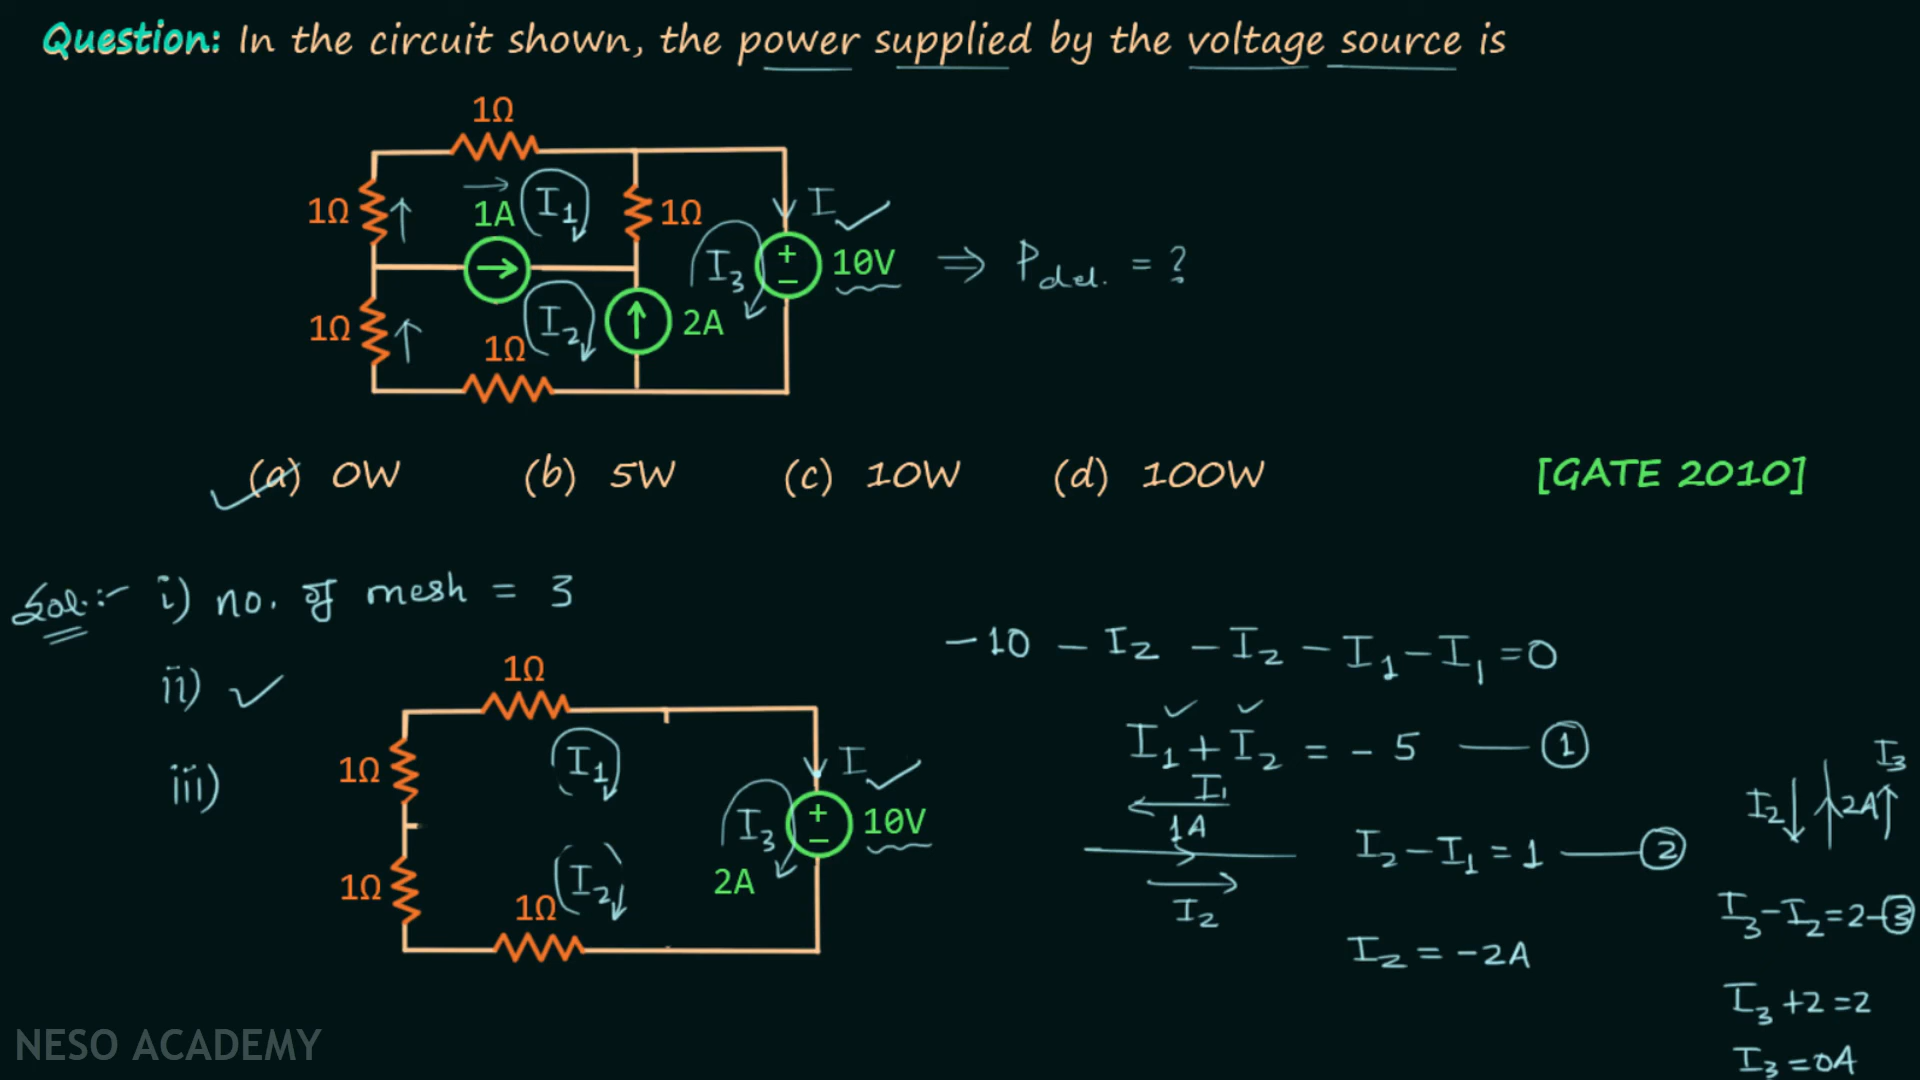 Question: In the circuit shown, the power supplied by the voltage source is
1Ω
1Ω
1A
I₁
1Ω
I
I₃
+
−
10V ⇒ P del. = ?
1Ω
1Ω
I₂
2A
(a) 0W (b) 5W (c) 10W (d) 100W [GATE 2010]
Sol:- i) no. of mesh = 3
ii) ✓
iii)
1Ω
1Ω
I₁
I
I₃
+
−
10V
1Ω
1Ω
I₂
2A
-10 - I₂ - I₂ - I₁ - I₁ = 0
I₁ + I₂ = - 5 — ①
I₁
1A
I₂
I₂ - I₁ = 1 — ②
I₂ = -2A
I₂ 2A I₃
I₃ - I₂ = 2 - ③
I₃ + 2 = 2
I₃ = 0A
NESO ACADEMY